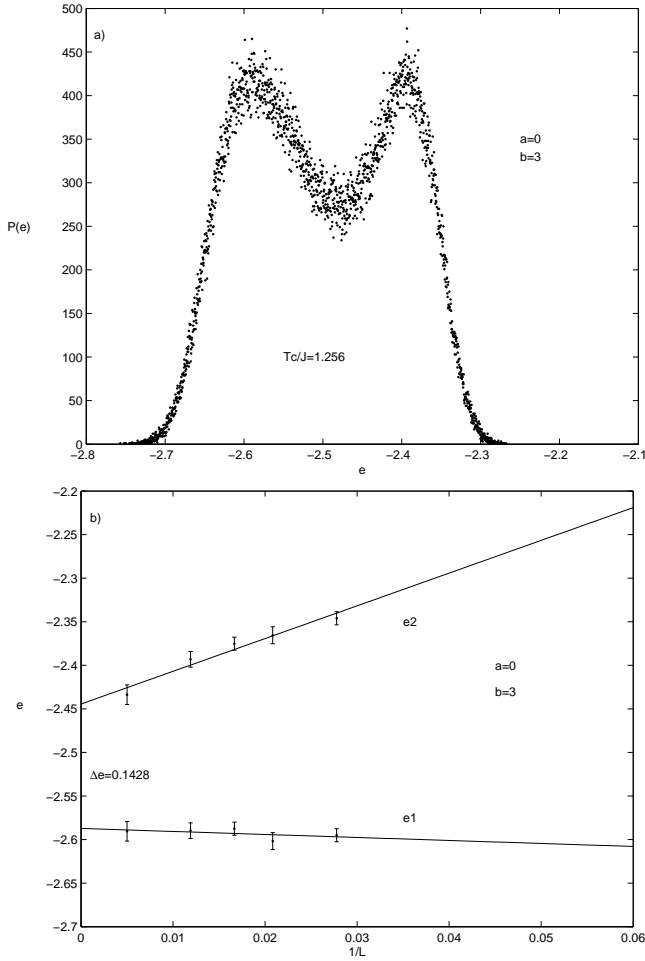 500
a)
450
400
350
a=0
b=3
300
P(e)
250
200
150
Tc/J=1.256
100
50
0
−2.8 −2.7 −2.6 −2.5 −2.4 −2.3 −2.2 −2.1
e
−2.2
b)
−2.25
−2.3
−2.35
e2
−2.4
a=0
b=3
−2.45
e
−2.5
Δe=0.1428
−2.55
e1
−2.6
−2.65
−2.7
0 0.01 0.02 0.03 0.04 0.05 0.06
1/L